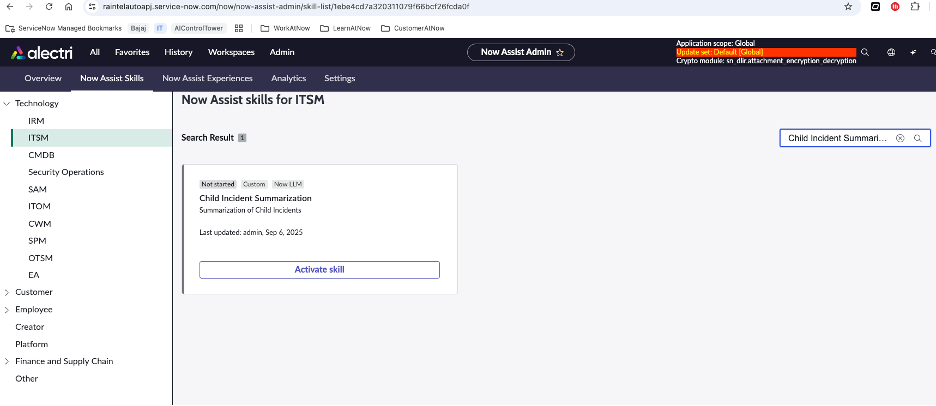 raintelautoapj.service-now.com/now/now-assist-admin/skill-list/1ebe4cd7a320311079f66bcf26fcda0f
ServiceNow Managed Bookmarks Bajaj IT AIControlTower WorkAtNow LearnAtNow CustomerAtNow
alectri All Favorites History Workspaces Admin Now Assist Admin
Application scope: Global
Update set: Default [Global]
Crypto module: sn_dlr.attachment_encryption_decryption
Overview Now Assist Skills Now Assist Experiences Analytics Settings
Technology
IRM
ITSM
CMDB
Security Operations
SAM
ITOM
CWM
SPM
OTSM
EA
Customer
Employee
Creator
Platform
Finance and Supply Chain
Other
Now Assist skills for ITSM
Search Result 1
Child Incident Summari...
Not started Custom Now LLM
Child Incident Summarization
Summarization of Child Incidents
Last updated: admin, Sep 6, 2025
Activate skill